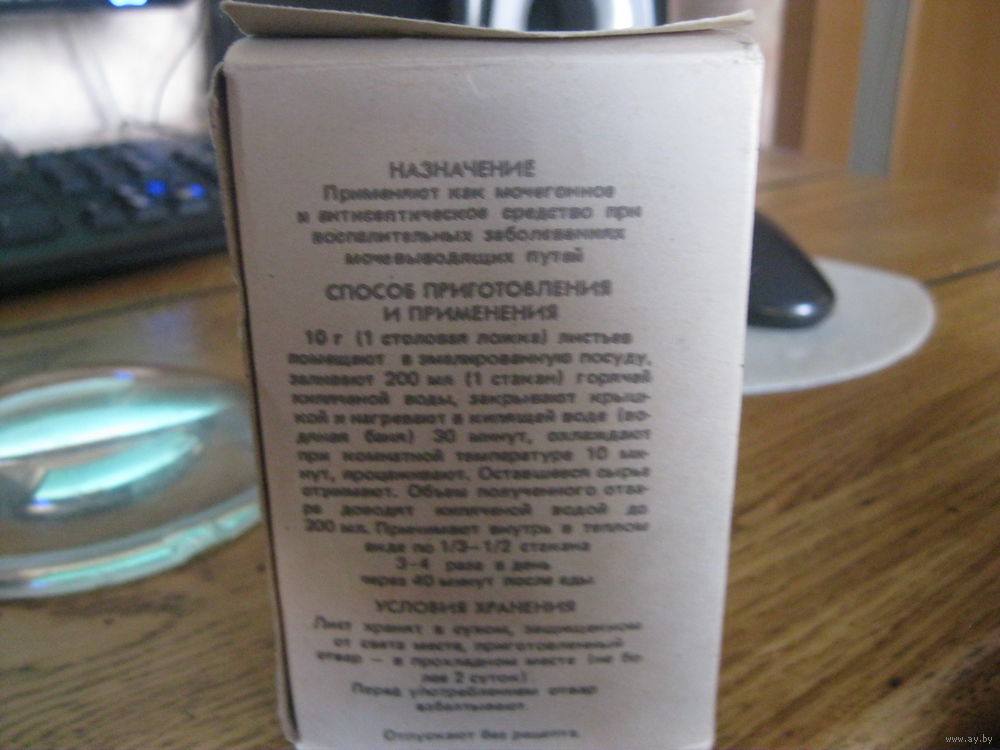 НАЗНАЧЕНИЕ
Применяют как мочегонное
и антисептическое средство при
воспалительных заболеваниях
мочевыводящих путей
СПОСОБ ПРИГОТОВЛЕНИЯ
И ПРИМЕНЕНИЯ
10 г (1 столовая ложка) листьев
помещают в эмалированную посуду,
заливают 200 мл (1 стакан) горячей
кипяченой воды, закрывают крыш-
кой и нагревают в кипящей воде (во-
дяная баня) 30 минут, охлаждают
при комнатной температуре 10 ми-
нут, процеживают. Оставшееся сырье
отжимают. Объем полученного отва-
ра доводят кипяченой водой до
200 мл. Принимают внутрь в теплом
виде по 1/3—1/2 стакана
3—4 раза в день
через 40 минут после еды.
УСЛОВИЯ ХРАНЕНИЯ
Лист хранят в сухом, защищенном
от света месте, приготовленный
отвар — в прохладном месте (не бо-
лее 2 суток)
Перед употреблением отвар
взбалтывают.
Отпускают без рецепта.
www.ay.by